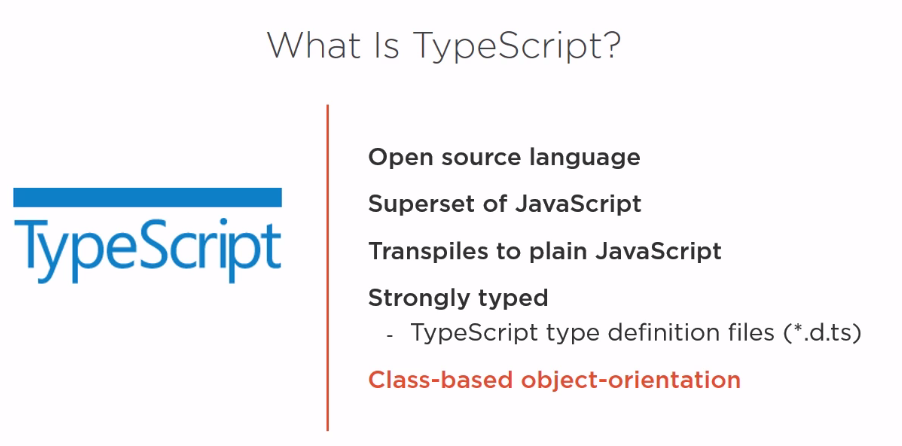 What Is TypeScript?
TypeScript
Open source language
Superset of JavaScript
Transpiles to plain JavaScript
Strongly typed
- TypeScript type definition files (*.d.ts)
Class-based object-orientation